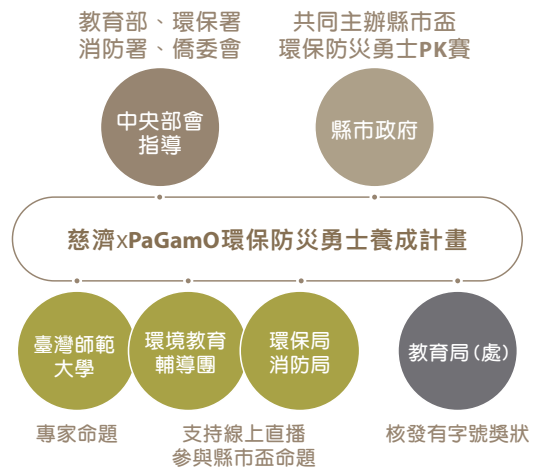 教育部、環保署
消防署、僑委會
共同主辦縣市盃
環保防災勇士PK賽
中央部會
指導
縣市政府
慈濟xPaGamO環保防災勇士養成計畫
臺灣師範
大學
環境教育
輔導團
環保局
消防局
教育局(處)
專家命題
支持線上直播
參與縣市盃命題
核發有字號獎狀